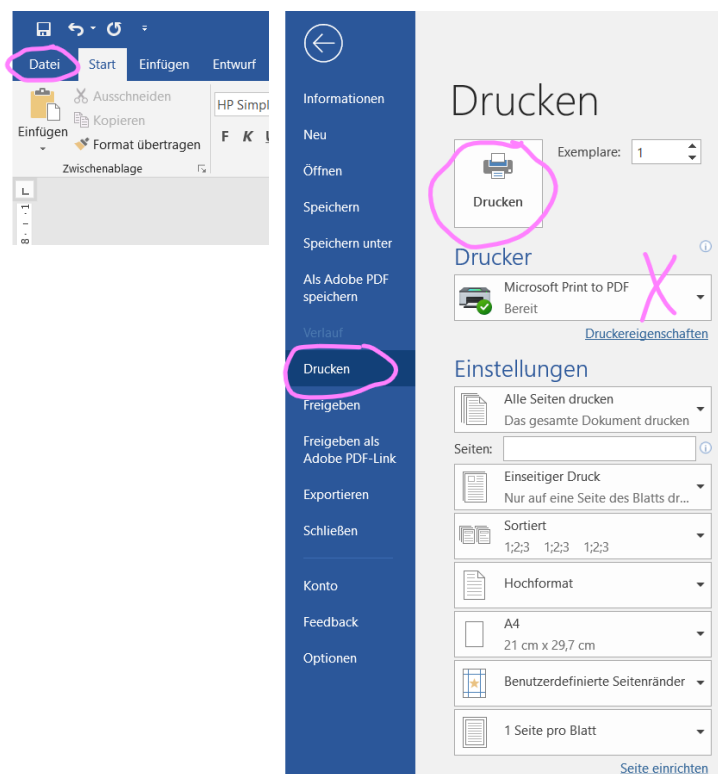 Datei Start Einfügen Entwurf
Ausschneiden
Kopieren
Einfügen
Format übertragen
HP Simpl
F K
Zwischenablage
L
8 · ı · 1
Informationen
Neu
Öffnen
Speichern
Speichern unter
Als Adobe PDF
speichern
Verlauf
Drucken
Freigeben
Freigeben als
Adobe PDF-Link
Exportieren
Schließen
Konto
Feedback
Optionen
Drucken
Exemplare: 1
Drucken
Drucker
Microsoft Print to PDF
X
Bereit
Druckereigenschaften
Einstellungen
Alle Seiten drucken
Das gesamte Dokument drucken
Seiten:
Einseitiger Druck
Nur auf eine Seite des Blatts dr...
Sortiert
1;2;3 1;2;3 1;2;3
Hochformat
A4
21 cm x 29,7 cm
Benutzerdefinierte Seitenränder
1 Seite pro Blatt
Seite einrichten